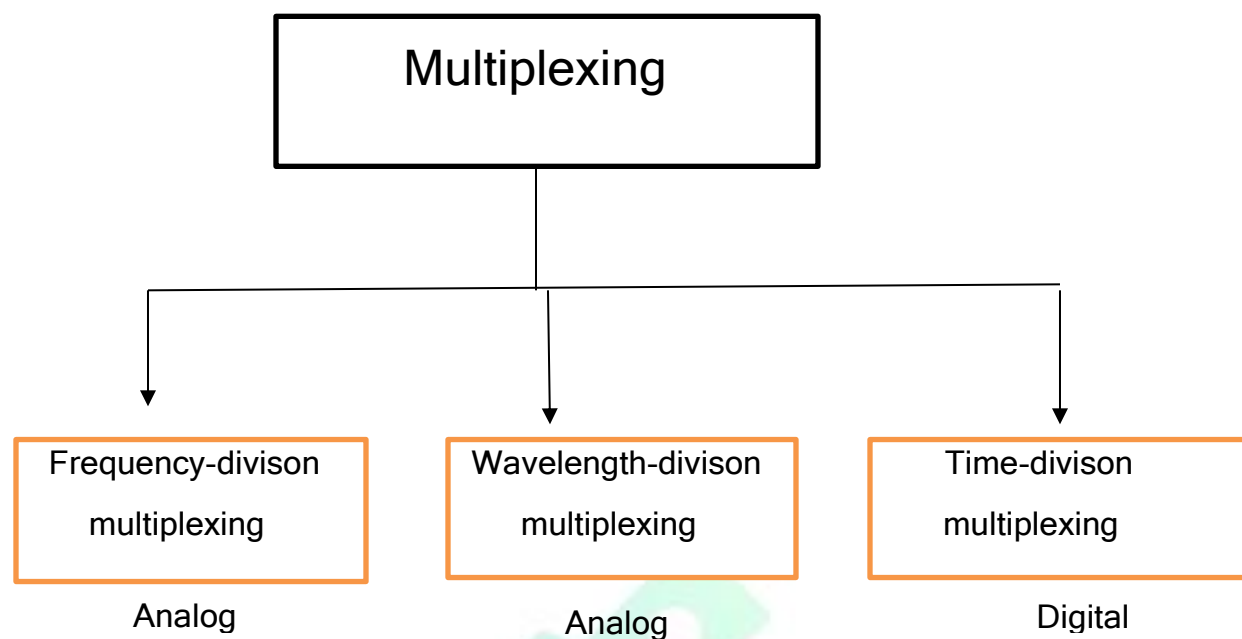 Multiplexing
Frequency-divison
multiplexing
Analog
Wavelength-divison
multiplexing
Analog
Time-divison
multiplexing
Digital